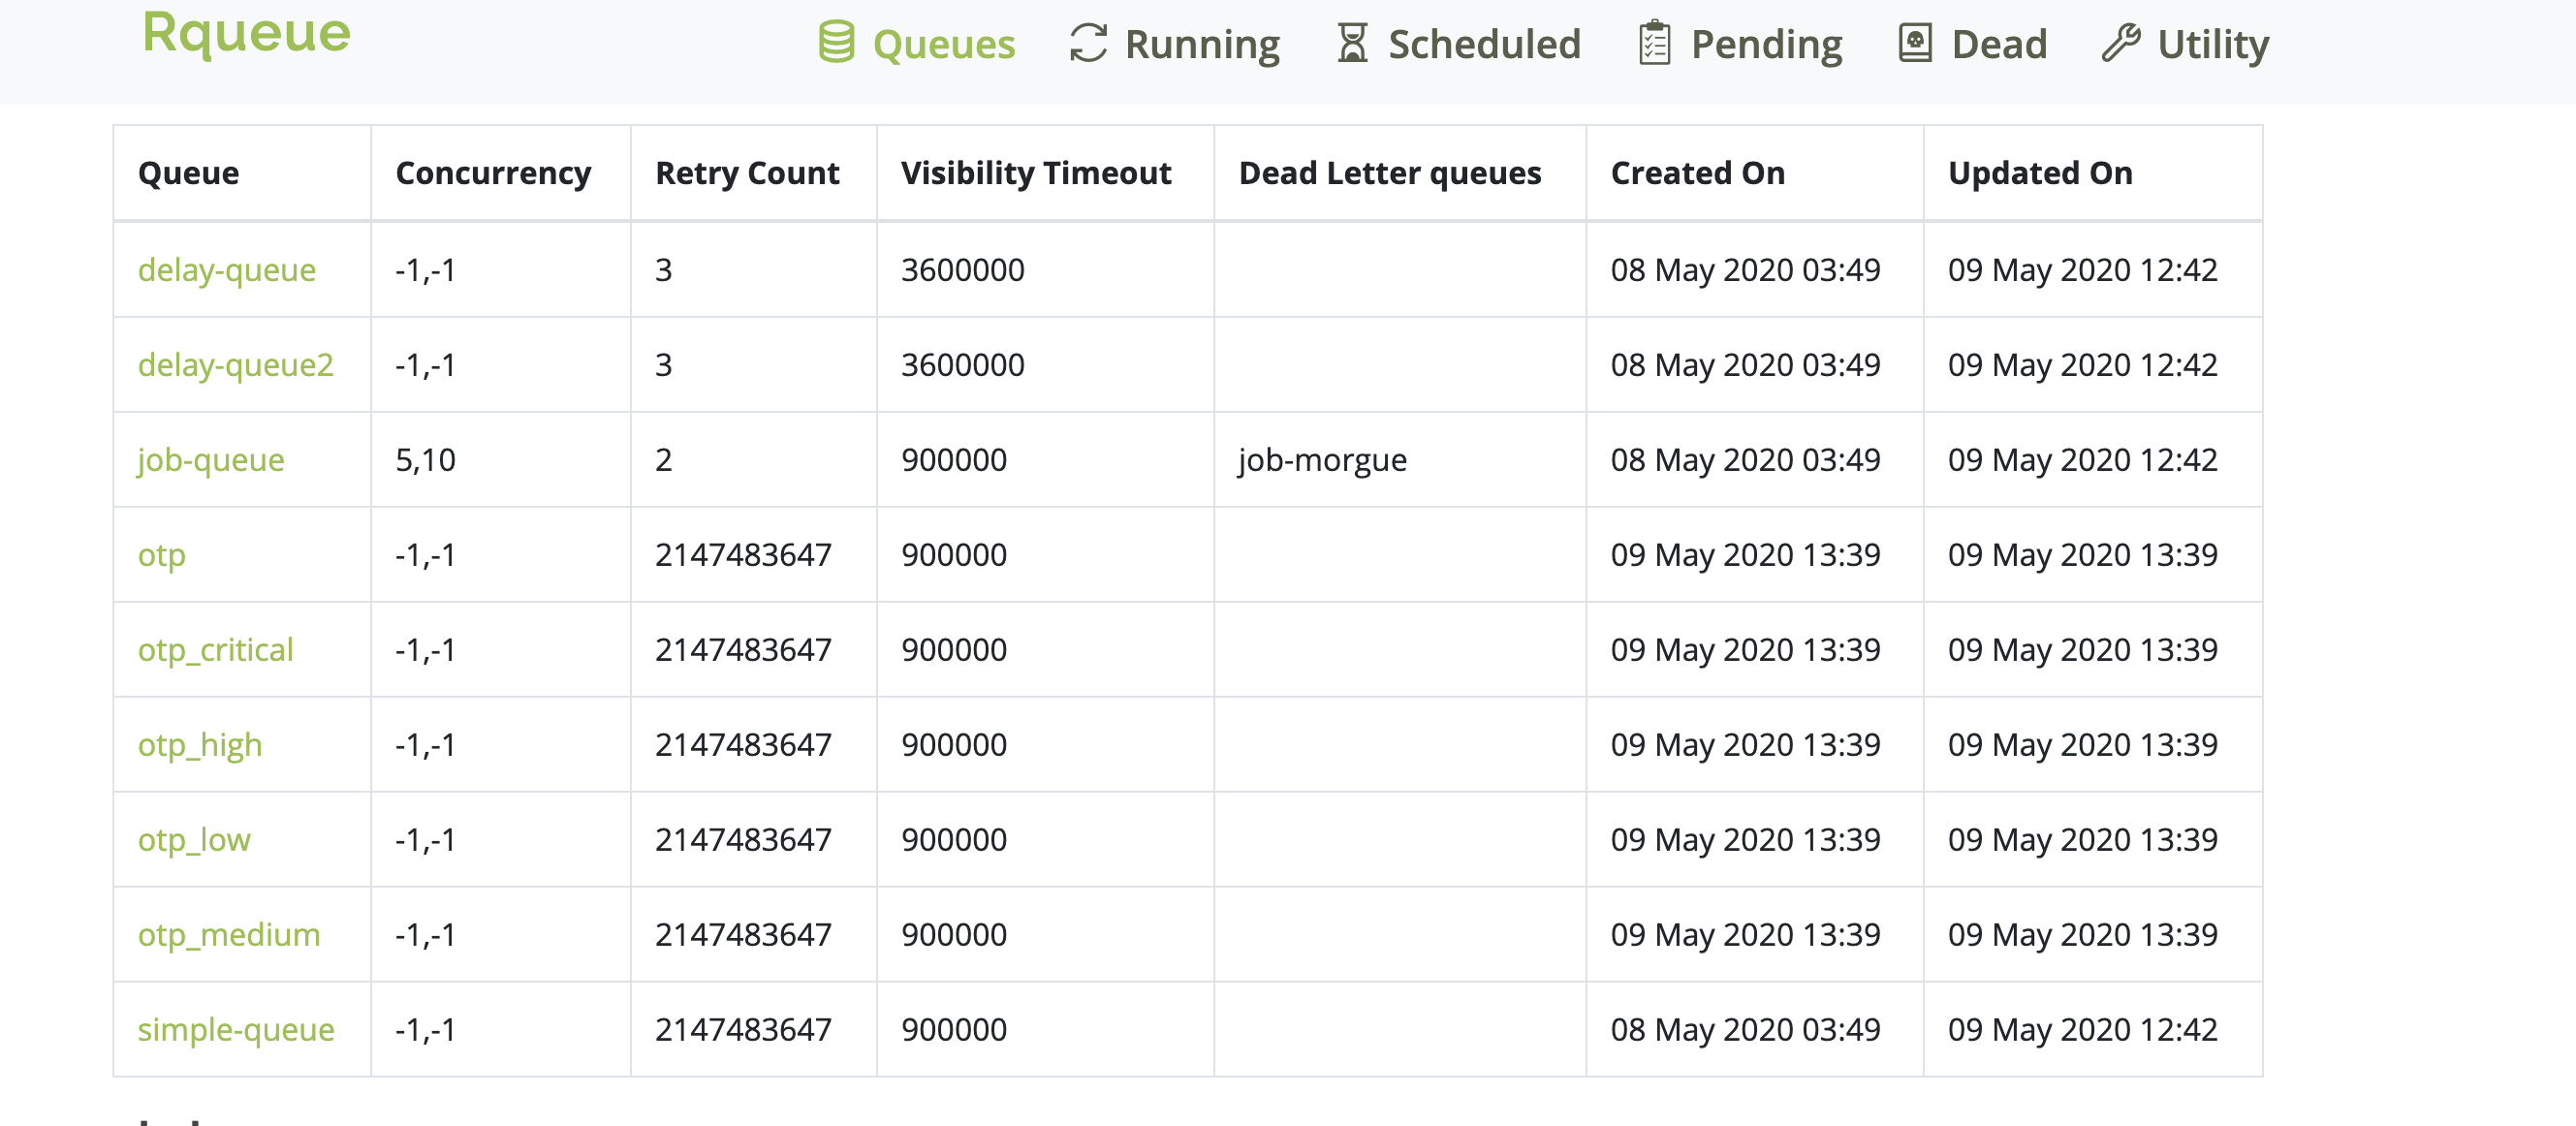 Rqueue
Queues Running Scheduled Pending Dead Utility
Queue Concurrency Retry Count Visibility Timeout Dead Letter queues Created On Updated On
delay-queue -1,-1 3 3600000 08 May 2020 03:49 09 May 2020 12:42
delay-queue2 -1,-1 3 3600000 08 May 2020 03:49 09 May 2020 12:42
job-queue 5,10 2 900000 job-morgue 08 May 2020 03:49 09 May 2020 12:42
otp -1,-1 2147483647 900000 09 May 2020 13:39 09 May 2020 13:39
otp_critical -1,-1 2147483647 900000 09 May 2020 13:39 09 May 2020 13:39
otp_high -1,-1 2147483647 900000 09 May 2020 13:39 09 May 2020 13:39
otp_low -1,-1 2147483647 900000 09 May 2020 13:39 09 May 2020 13:39
otp_medium -1,-1 2147483647 900000 09 May 2020 13:39 09 May 2020 13:39
simple-queue -1,-1 2147483647 900000 08 May 2020 03:49 09 May 2020 12:42